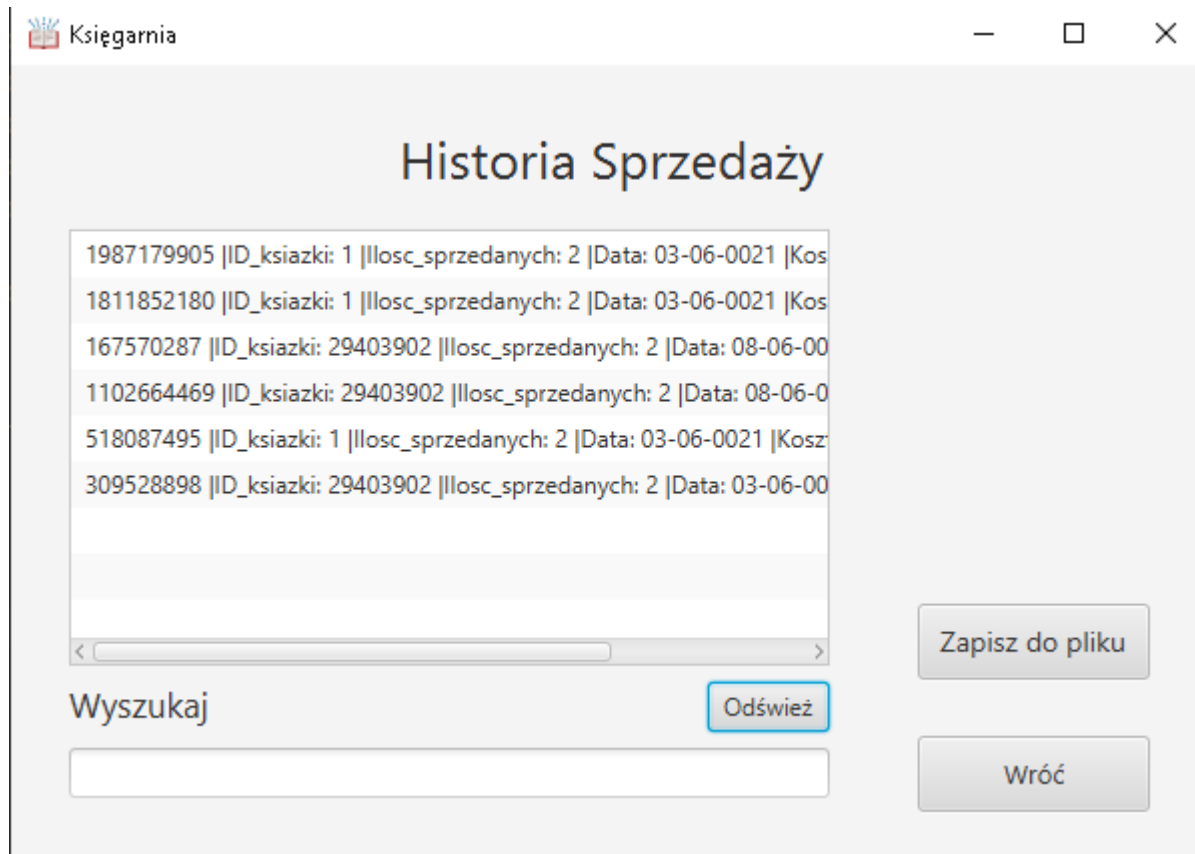 Księgarnia
Historia Sprzedaży
1987179905 |ID_ksiazki: 1 |Ilosc_sprzedanych: 2 |Data: 03-06-0021 |Kos
1811852180 |ID_ksiazki: 1 |Ilosc_sprzedanych: 2 |Data: 03-06-0021 |Kos
167570287 |ID_ksiazki: 29403902 |Ilosc_sprzedanych: 2 |Data: 08-06-00
1102664469 |ID_ksiazki: 29403902 |Ilosc_sprzedanych: 2 |Data: 08-06-0
518087495 |ID_ksiazki: 1 |Ilosc_sprzedanych: 2 |Data: 03-06-0021 |Koszt
309528898 |ID_ksiazki: 29403902 |Ilosc_sprzedanych: 2 |Data: 03-06-00
Zapisz do pliku
Wyszukaj
Odśwież
Wróć